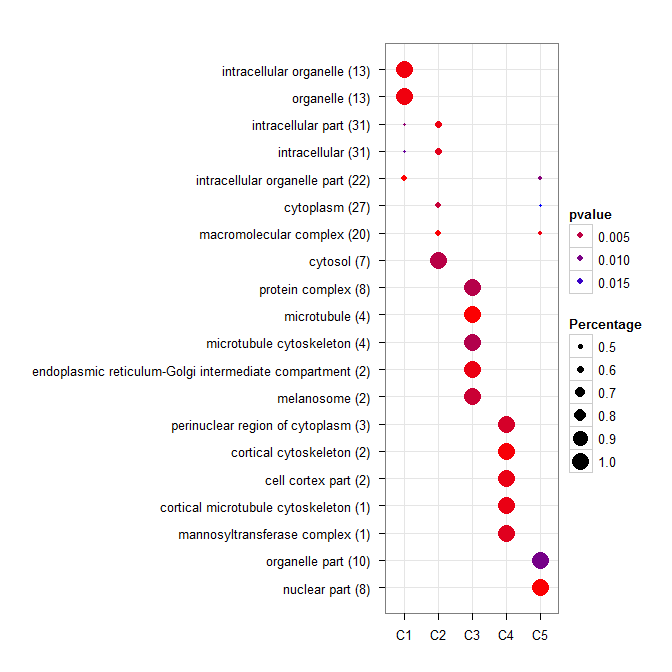 intracellular organelle (13)
organelle (13)
intracellular part (31)
intracellular (31)
intracellular organelle part (22)
cytoplasm (27)
macromolecular complex (20)
cytosol (7)
protein complex (8)
microtubule (4)
microtubule cytoskeleton (4)
endoplasmic reticulum-Golgi intermediate compartment (2)
melanosome (2)
perinuclear region of cytoplasm (3)
cortical cytoskeleton (2)
cell cortex part (2)
cortical microtubule cytoskeleton (1)
mannosyltransferase complex (1)
organelle part (10)
nuclear part (8)
C1 C2 C3 C4 C5
pvalue
0.005
0.010
0.015
Percentage
0.5
0.6
0.7
0.8
0.9
1.0